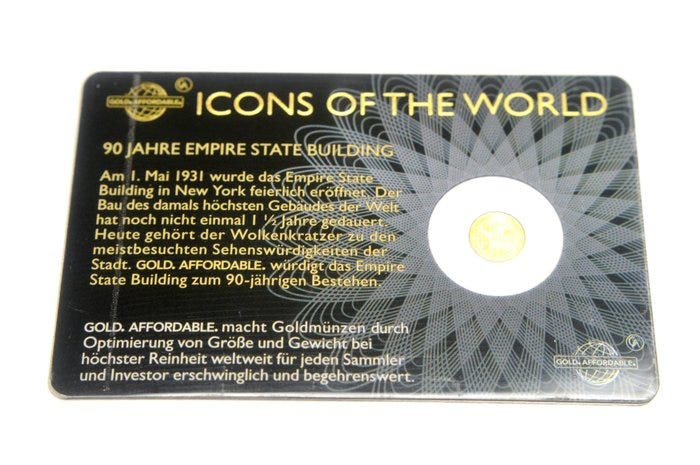 GOLD. AFFORDABLE.
ICONS OF THE WORLD
90 JAHRE EMPIRE STATE BUILDING
Am 1. Mai 1931 wurde das Empire State
Building in New York feierlich eröffnet. Der
Bau des damals höchsten Gebäudes der Welt
hat noch nicht einmal 1 ½ Jahre gedauert.
Heute gehört der Wolkenkratzer zu den
meistbesuchten Sehenswürdigkeiten der
Stadt. GOLD. AFFORDABLE. würdigt das Empire
State Building zum 90-jährigen Bestehen.
GOLD. AFFORDABLE. macht Goldmünzen durch
Optimierung von Größe und Gewicht bei
höchster Reinheit weltweit für jeden Sammler
und Investor erschwinglich und begehrenswert.
GOLD. AFFORDABLE.